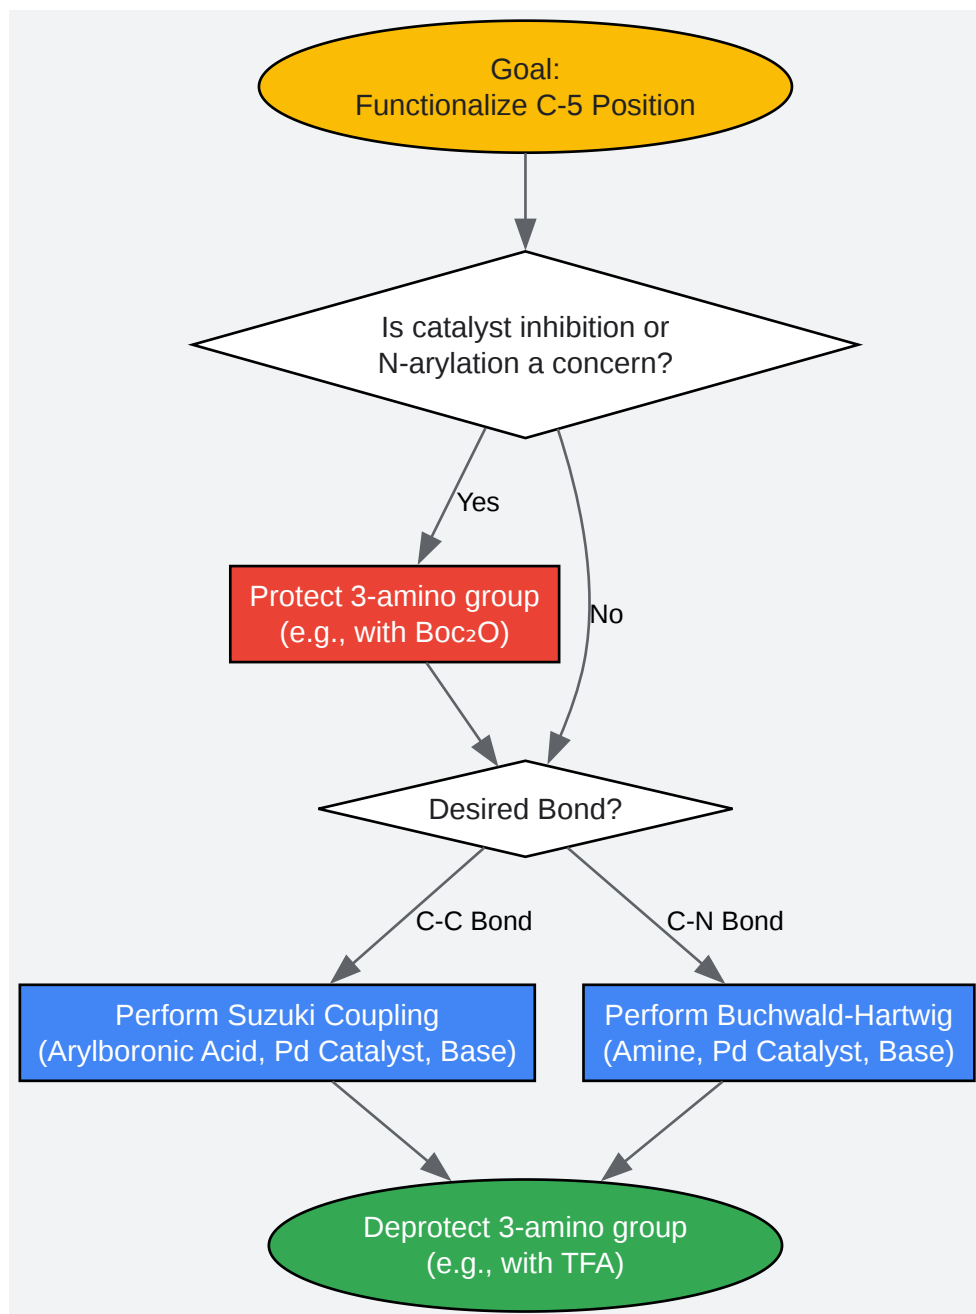 Goal:
Functionalize C-5 Position
Is catalyst inhibition or
N-arylation a concern?
Yes
Protect 3-amino group
(e.g., with Boc₂O)
No
Desired Bond?
C-C Bond
C-N Bond
Perform Suzuki Coupling
(Arylboronic Acid, Pd Catalyst, Base)
Perform Buchwald-Hartwig
(Amine, Pd Catalyst, Base)
Deprotect 3-amino group
(e.g., with TFA)